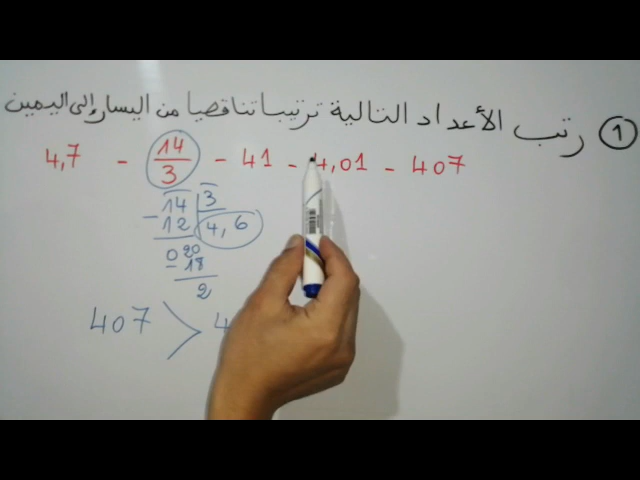 ① رتب الأعداد التالية ترتيبا تناقصيا من اليسار إلى اليمين
4,7 - 14/3 - 41 - 4,01 - 407
14 3
- 12 4,6
0 20
- 18
2
407 > 4